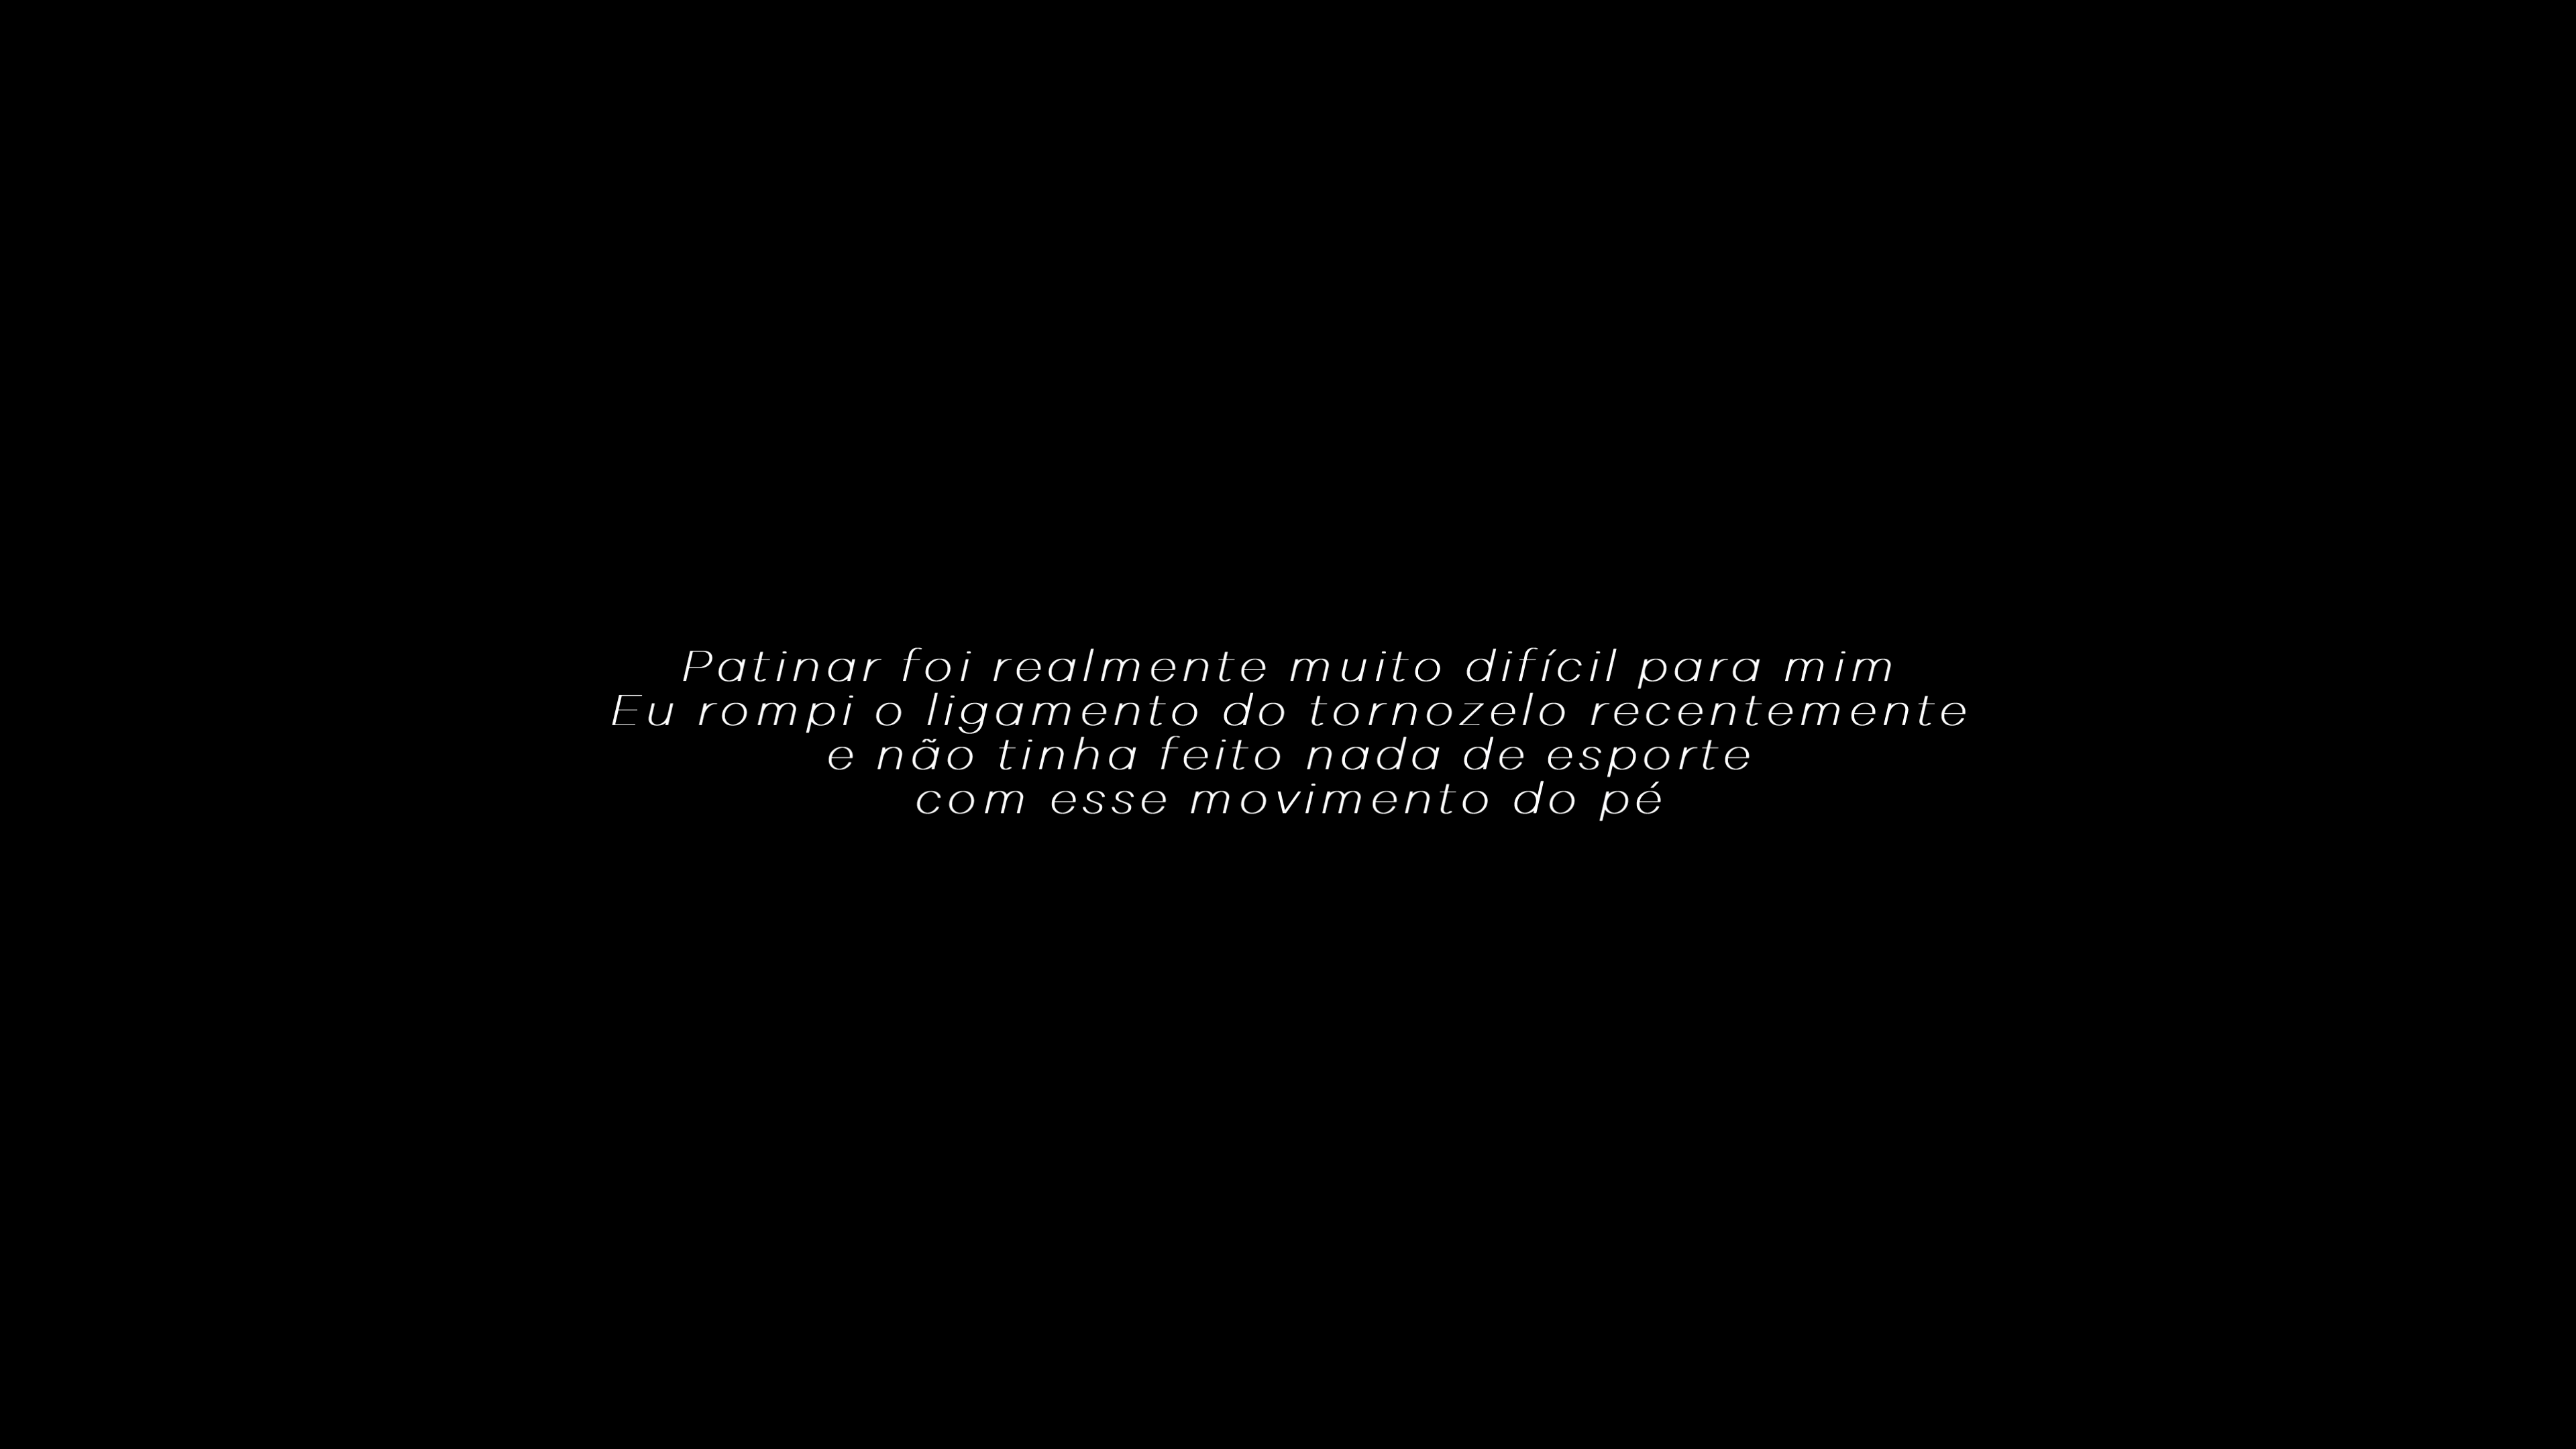 Patinar foi realmente muito difícil para mim
Eu rompi o ligamento do tornozelo recentemente
e não tinha feito nada de esporte
com esse movimento do pé